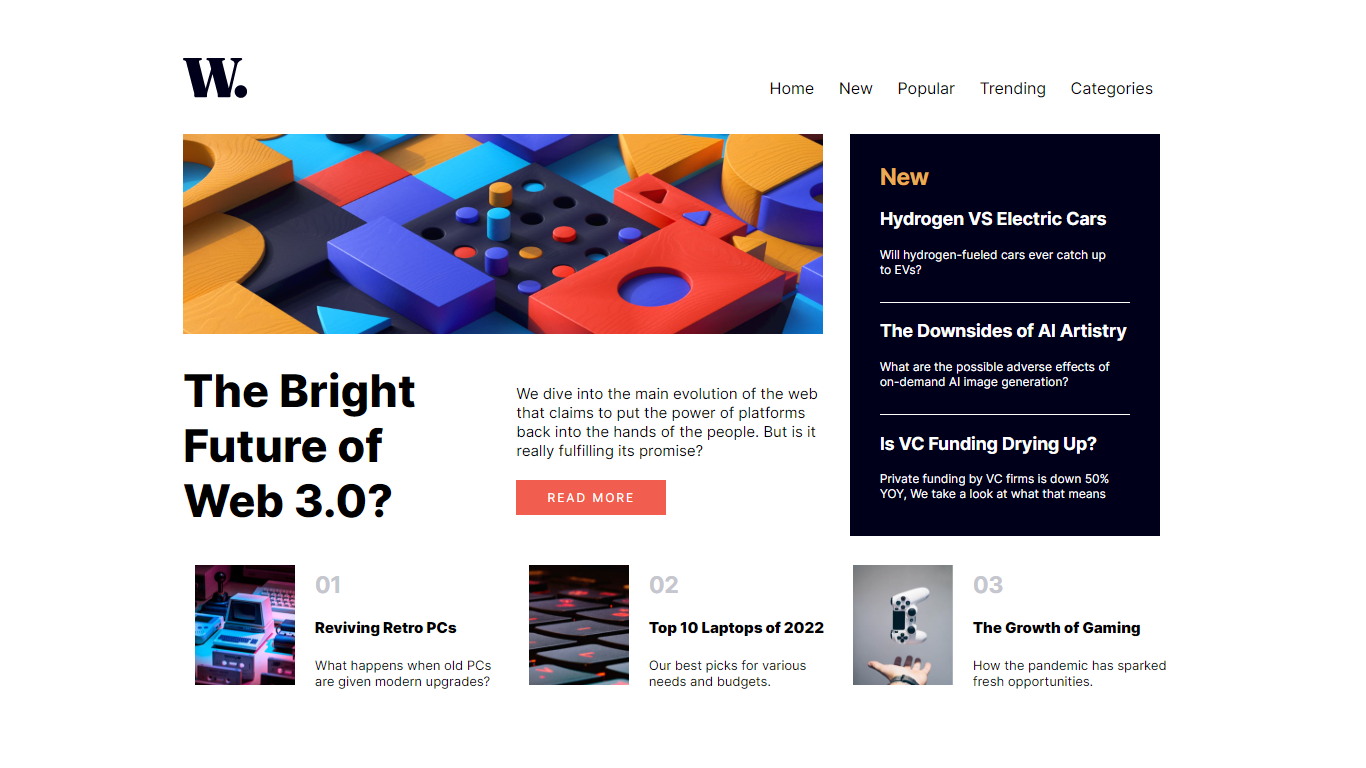 W.
Home New Popular Trending Categories
The Bright
Future of
Web 3.0?
We dive into the main evolution of the web
that claims to put the power of platforms
back into the hands of the people. But is it
really fulfilling its promise?
READ MORE
New
Hydrogen VS Electric Cars
Will hydrogen-fueled cars ever catch up
to EVs?
The Downsides of AI Artistry
What are the possible adverse effects of
on-demand AI image generation?
Is VC Funding Drying Up?
Private funding by VC firms is down 50%
YOY, We take a look at what that means
01
Reviving Retro PCs
What happens when old PCs
are given modern upgrades?
02
Top 10 Laptops of 2022
Our best picks for various
needs and budgets.
03
The Growth of Gaming
How the pandemic has sparked
fresh opportunities.